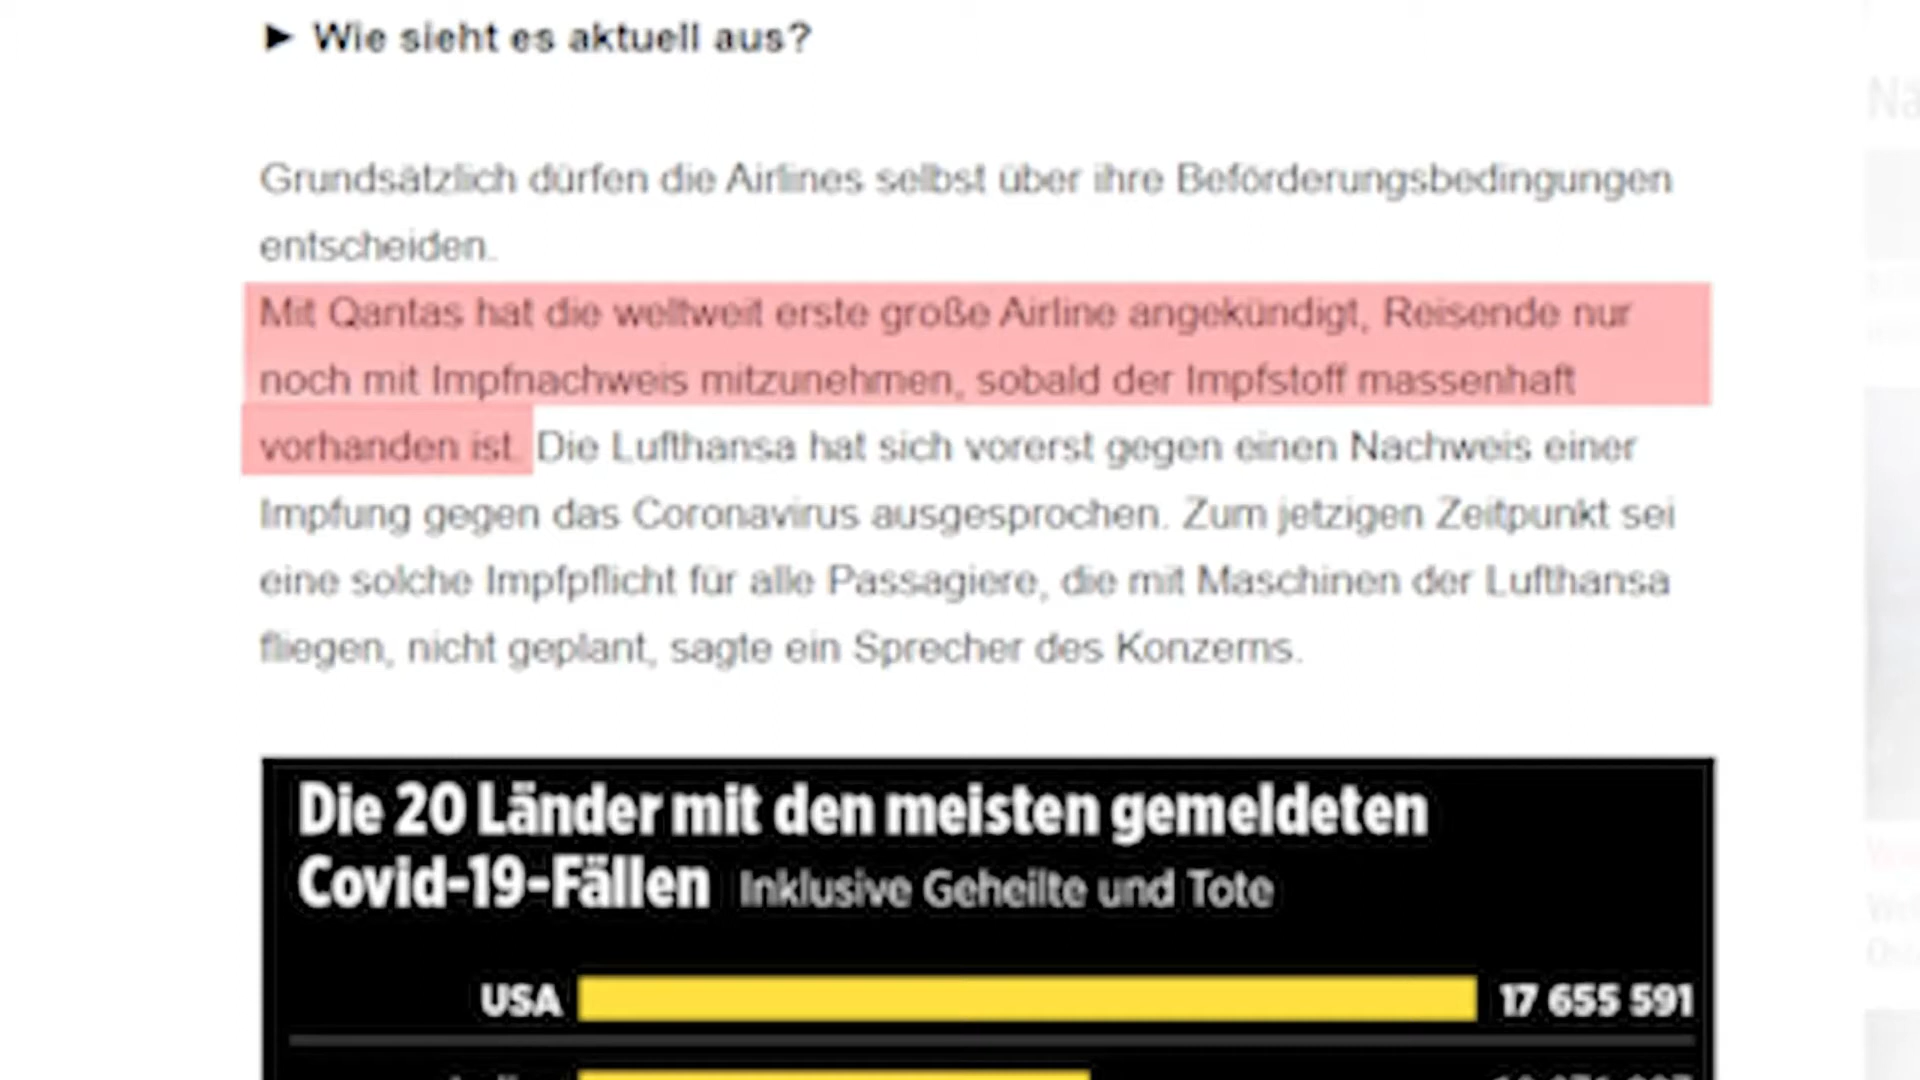 ► Wie sieht es aktuell aus?
Grundsätzlich dürfen die Airlines selbst über ihre Beförderungsbedingungen
entscheiden.
Mit Qantas hat die weltweit erste große Airline angekündigt, Reisende nur
noch mit Impfnachweis mitzunehmen, sobald der Impfstoff massenhaft
vorhanden ist. Die Lufthansa hat sich vorerst gegen einen Nachweis einer
Impfung gegen das Coronavirus ausgesprochen. Zum jetzigen Zeitpunkt sei
eine solche Impfpflicht für alle Passagiere, die mit Maschinen der Lufthansa
fliegen, nicht geplant, sagte ein Sprecher des Konzerns.
Die 20 Länder mit den meisten gemeldeten
Covid-19-Fällen Inklusive Geheilte und Tote
USA 17 655 591